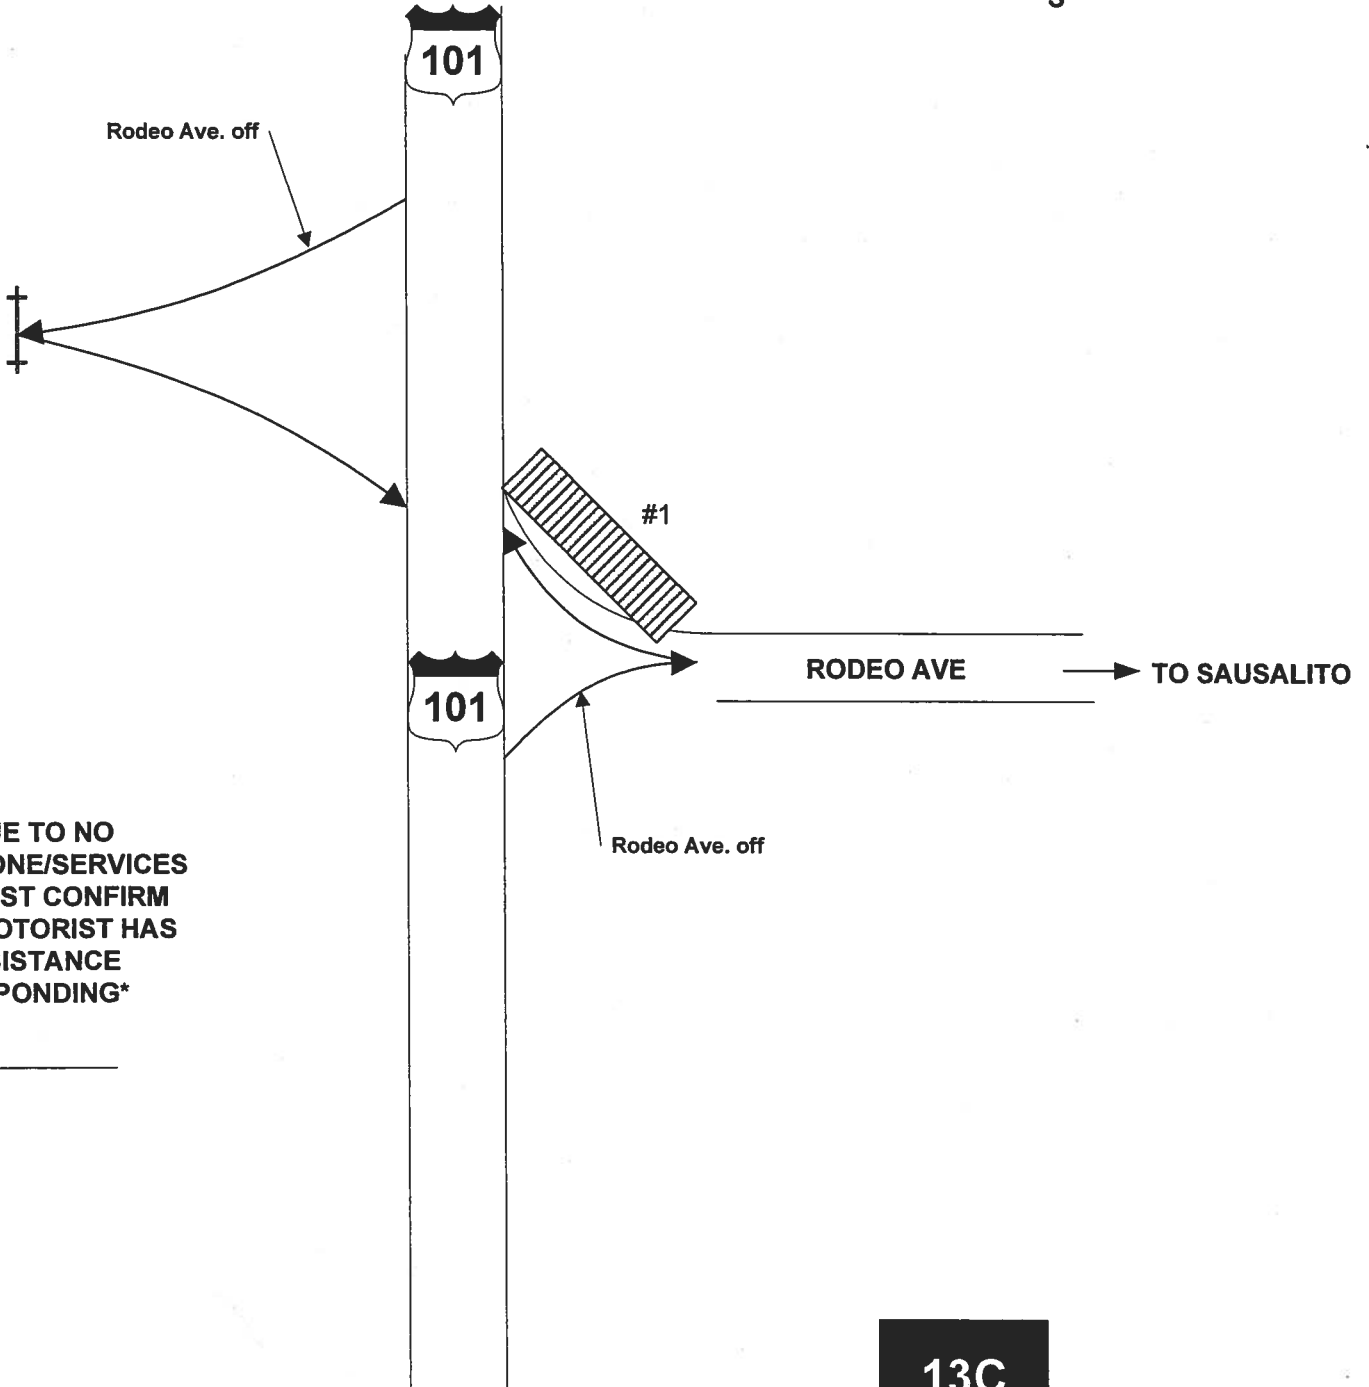 101
Rodeo Ave. off
#1
RODEO AVE
TO SAUSALITO
101
Rodeo Ave. off
E TO NO
ONE/SERVICES
ST CONFIRM
OTORIST HAS
ISTANCE
PONDING*
13C